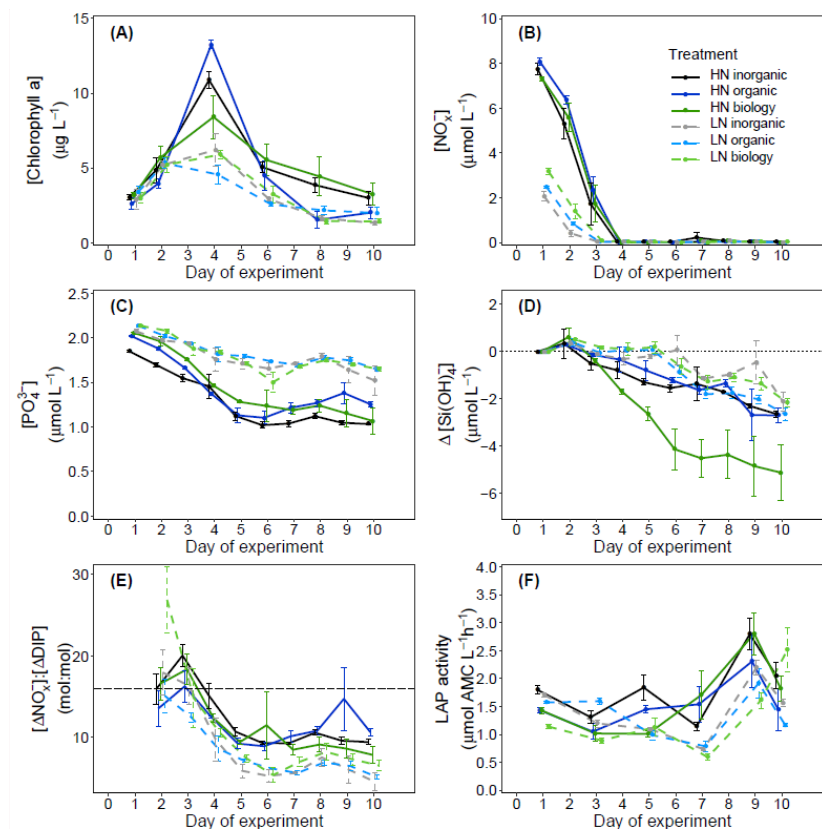 (A)
[Chlorophyll a]
(µg L⁻¹)
15
10
5
0
0 1 2 3 4 5 6 7 8 9 10
Day of experiment
(B)
[NOₓ⁻]
(µmol L⁻¹)
10
8
6
4
2
0
Treatment
HN inorganic
HN organic
HN biology
LN inorganic
LN organic
LN biology
0 1 2 3 4 5 6 7 8 9 10
Day of experiment
(C)
[PO₄³⁻]
(µmol L⁻¹)
2.5
2.0
1.5
1.0
0.5
0.0
0 1 2 3 4 5 6 7 8 9 10
Day of experiment
(D)
Δ [Si(OH)₄⁻]
(µmol L⁻¹)
2
0
−2
−4
−6
0 1 2 3 4 5 6 7 8 9 10
Day of experiment
(E)
[ΔNOₓ⁻]:[ΔDIP]
(mol:mol)
30
20
10
0 1 2 3 4 5 6 7 8 9 10
Day of experiment
(F)
LAP activity
(µmol AMC L⁻¹h⁻¹)
4.0
3.5
3.0
2.5
2.0
1.5
1.0
0.5
0.0
0 1 2 3 4 5 6 7 8 9 10
Day of experiment